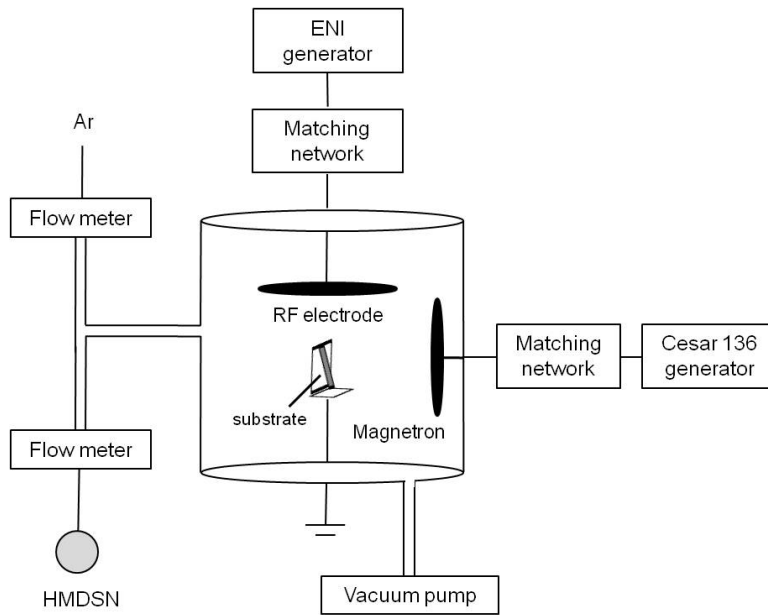 ENI
generator
Matching
network
Ar
Flow meter
RF electrode
substrate
Magnetron
Matching
network
Cesar 136
generator
Flow meter
HMDSN
Vacuum pump